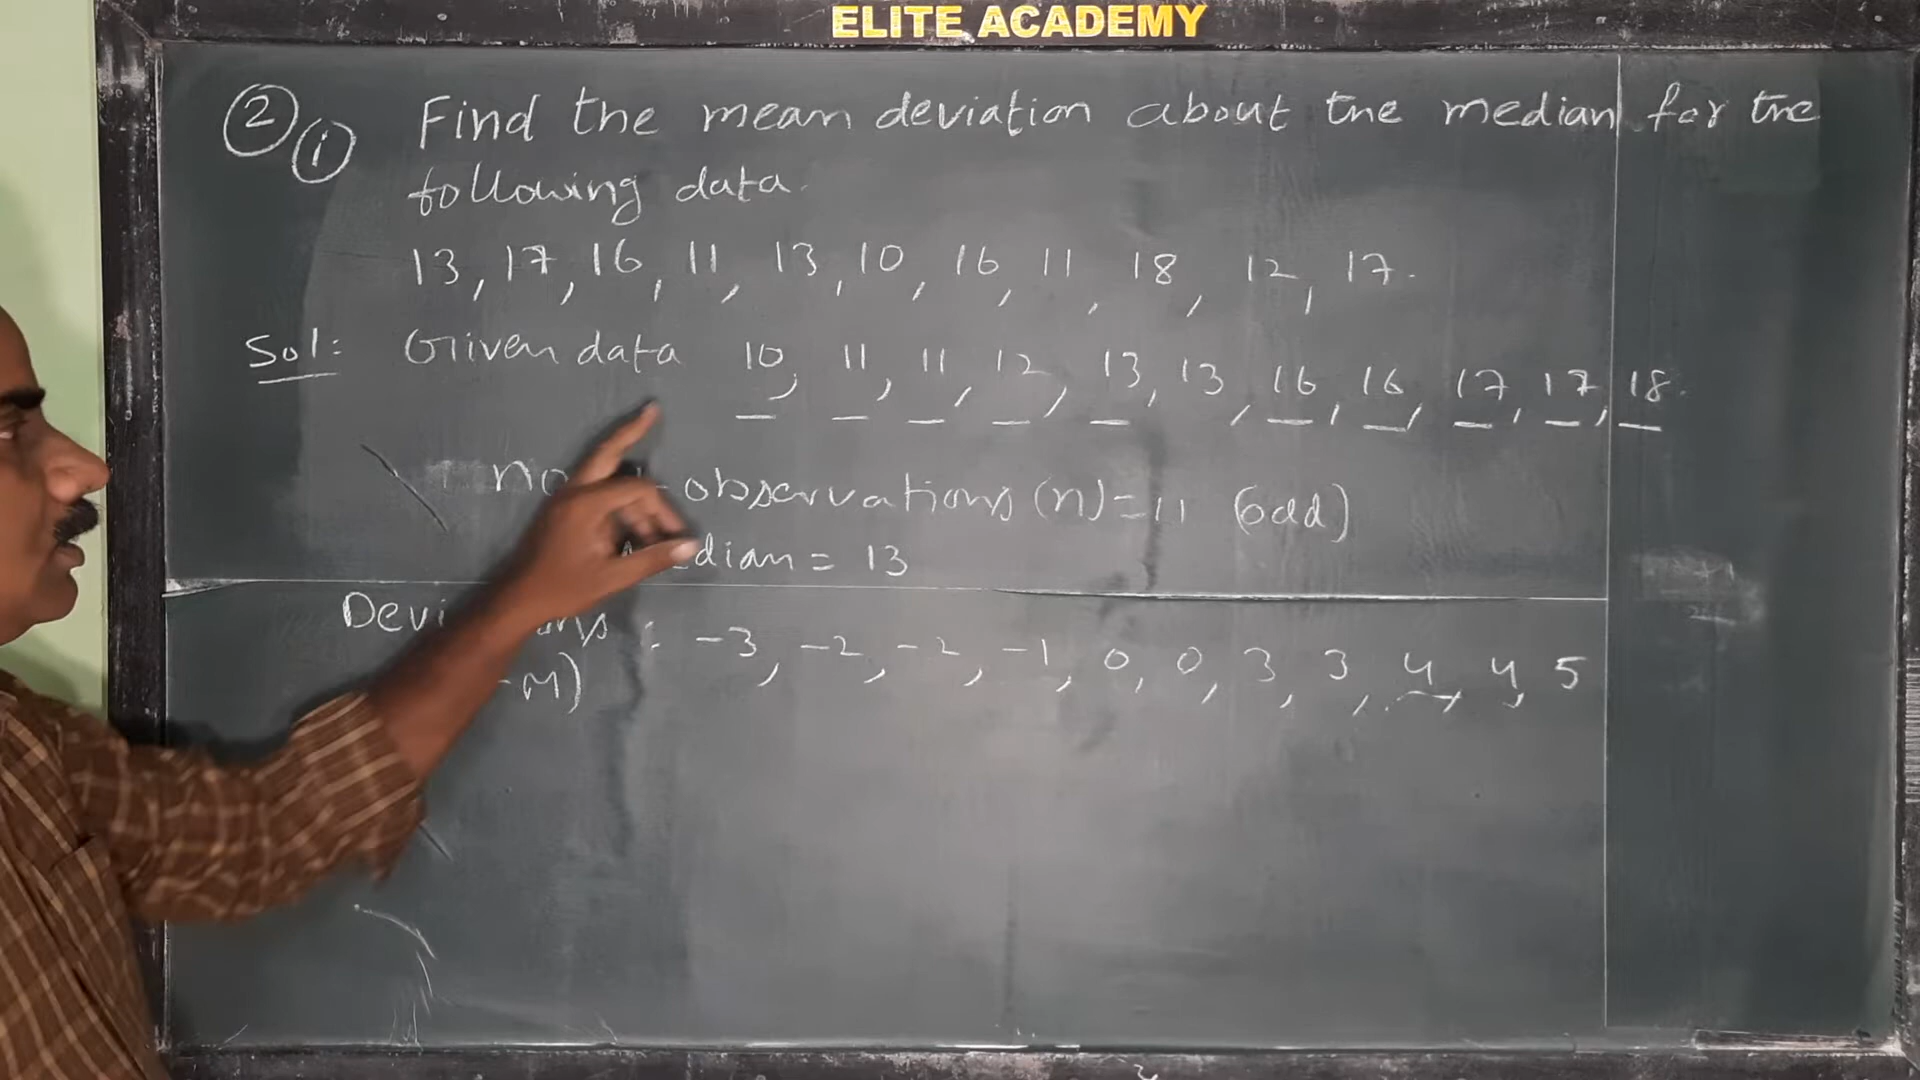 ELITE ACADEMY
② ① Find the mean deviation about the median for the
following data.
13, 17, 16, 11, 13, 10, 16, 11, 18, 12, 17.
Sol: Given data 10, 11, 11, 12, 13, 13, 16, 16, 17, 17, 18.
observations (n) = 11 (odd)
= 13
: -3, -2, -2, -1, 0, 0, 3, 3, 4, 4, 5